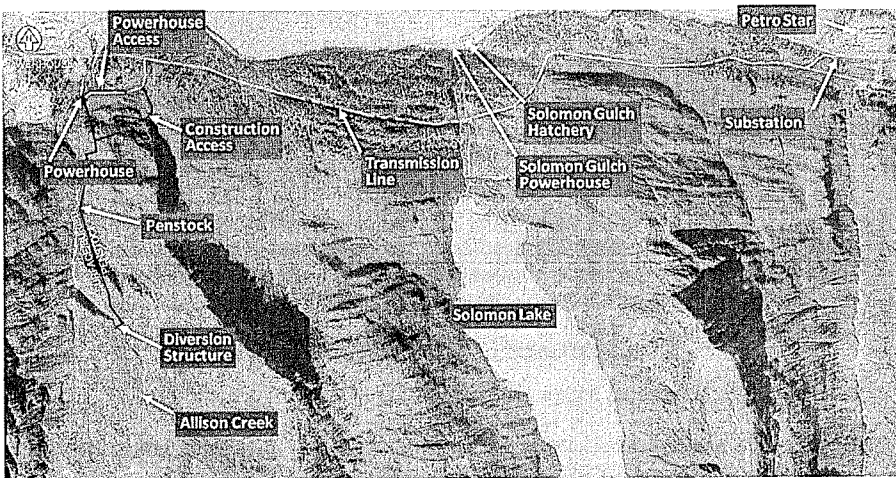 Powerhouse
Access
Petro Star
Construction
Access
Solomon Gulch
Hatchery
Substation
Powerhouse
Transmission
Line
Solomon Gulch
Powerhouse
Penstock
Solomon Lake
Diversion
Structure
Allison Creek